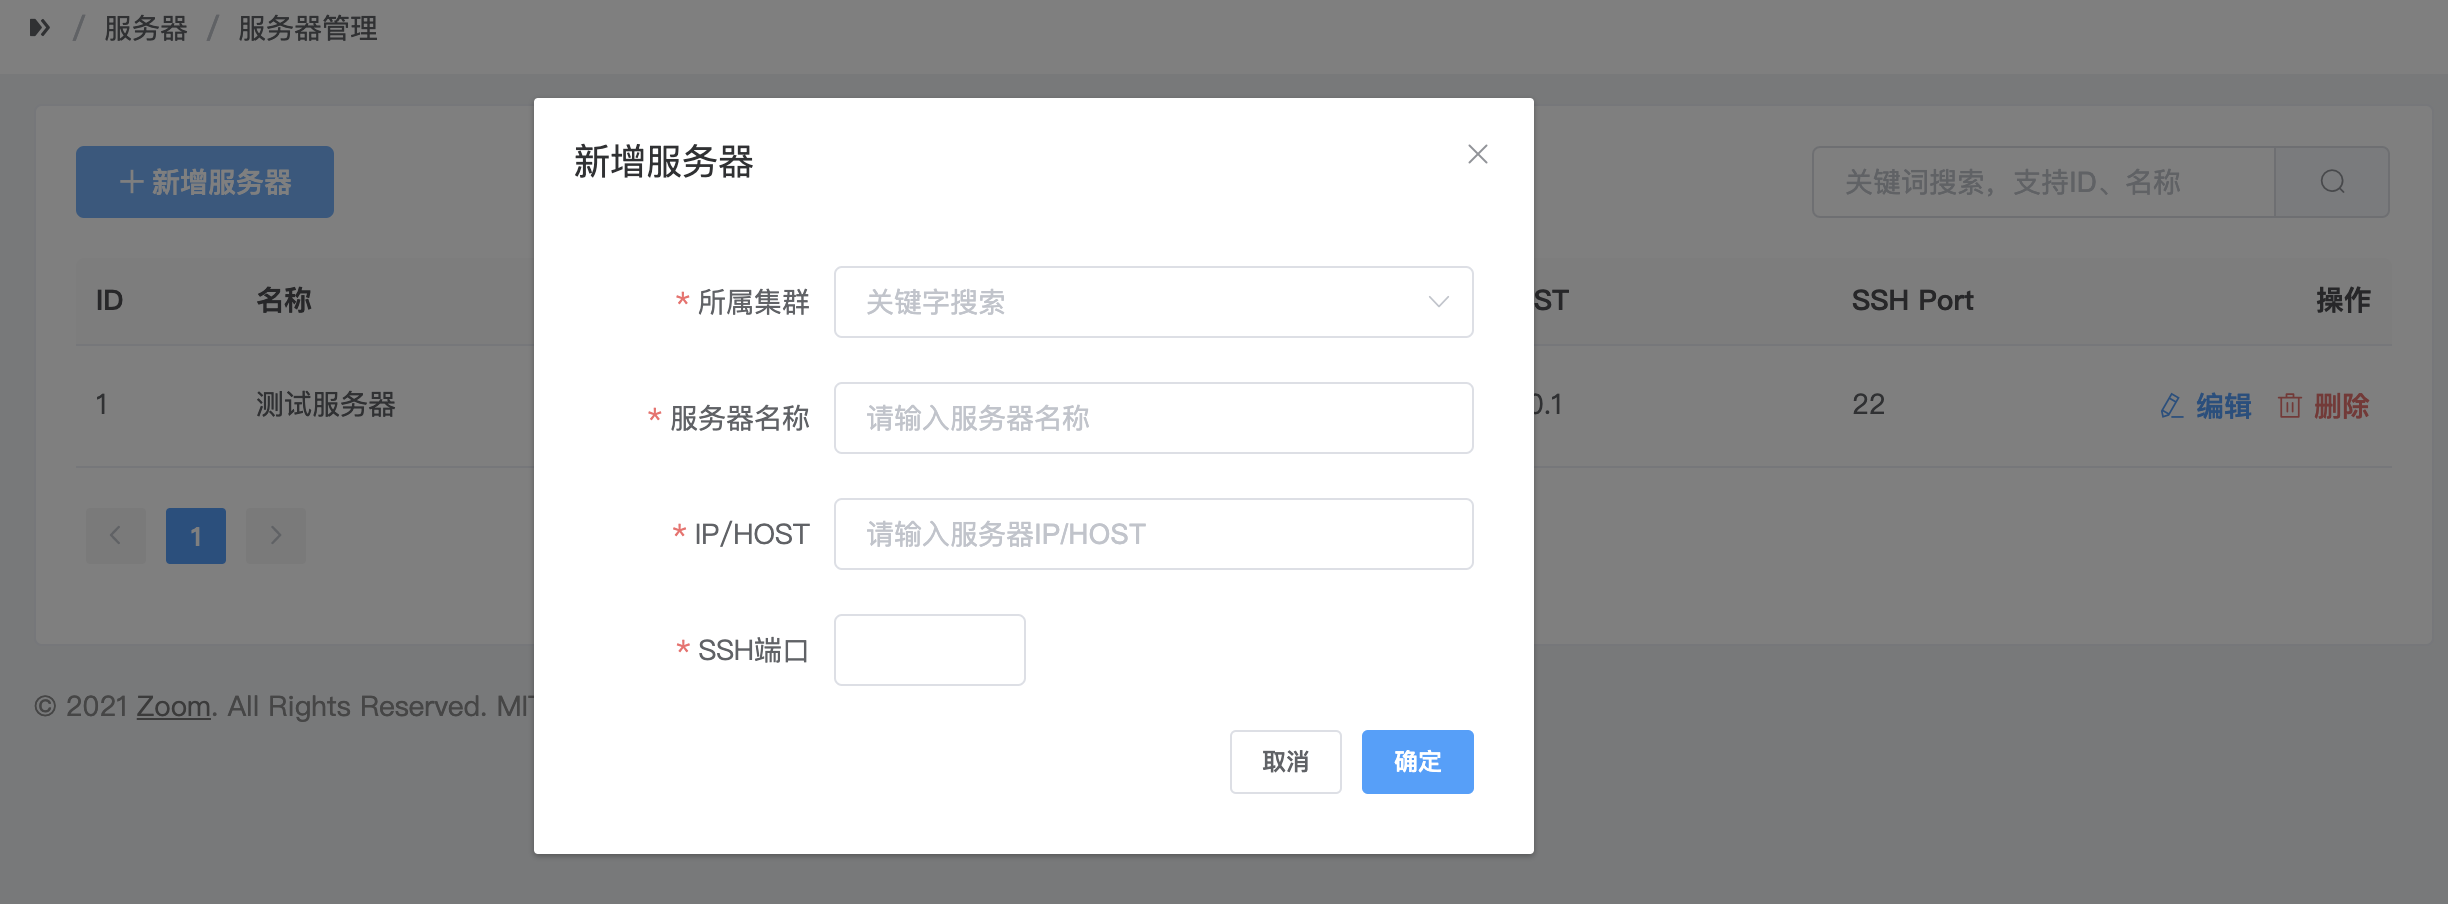 / 服务器 / 服务器管理
新增服务器
+ 新增服务器
关键词搜索，支持ID、名称
* 所属集群 关键字搜索
ID 名称 ST SSH Port 操作
* 服务器名称 请输入服务器名称
1 测试服务器 0.1 22 编辑 删除
* IP/HOST 请输入服务器IP/HOST
1
* SSH端口
© 2021 Zoom. All Rights Reserved. MIT
取消 确定